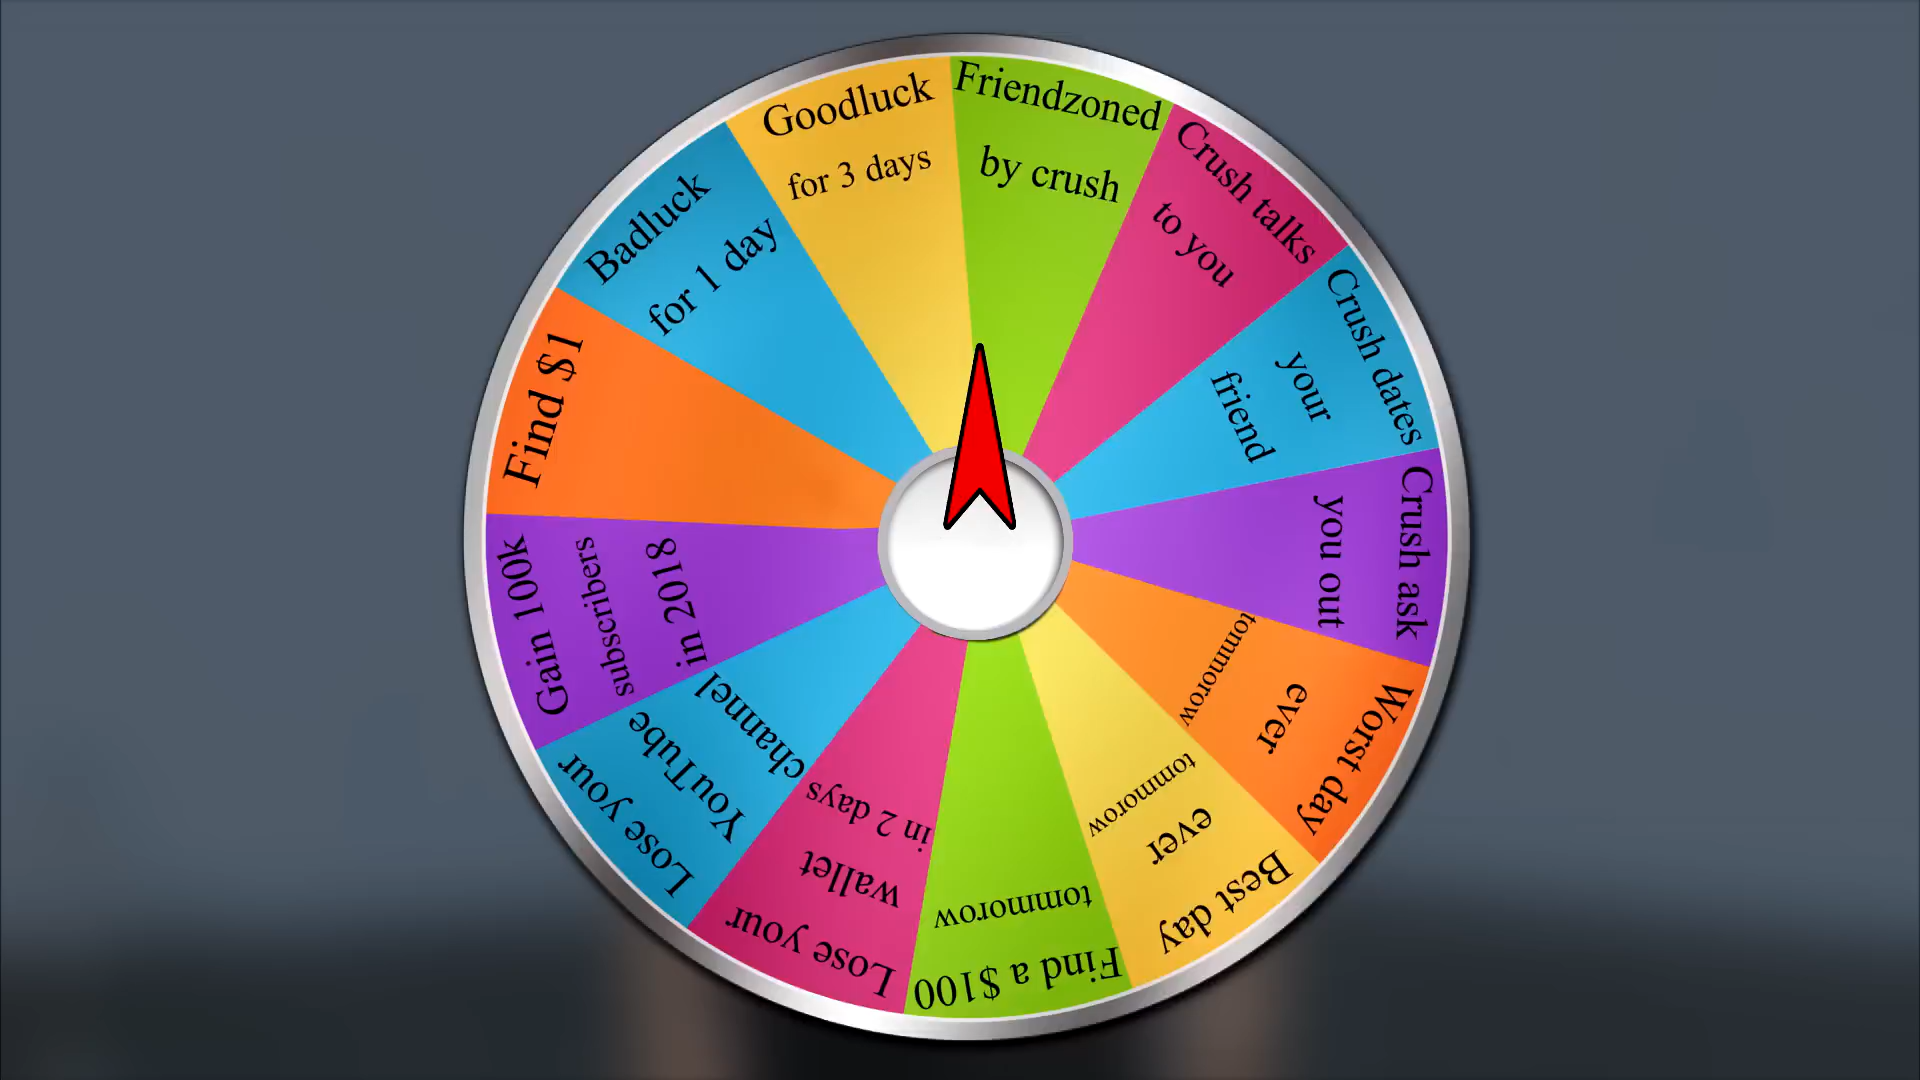 Goodluck
for 3 days
Friendzoned
by crush
Crush talks
to you
Crush dates
your
friend
Crush ask
you out
Worst day
ever
tommorow
Best day
ever
tommorow
Find a $100
tommorow
Lose your
wallet
in 2 days
Lose your
YouTube
channel
Gain 100k
subscribers
in 2018
Find $1
Badluck
for 1 day